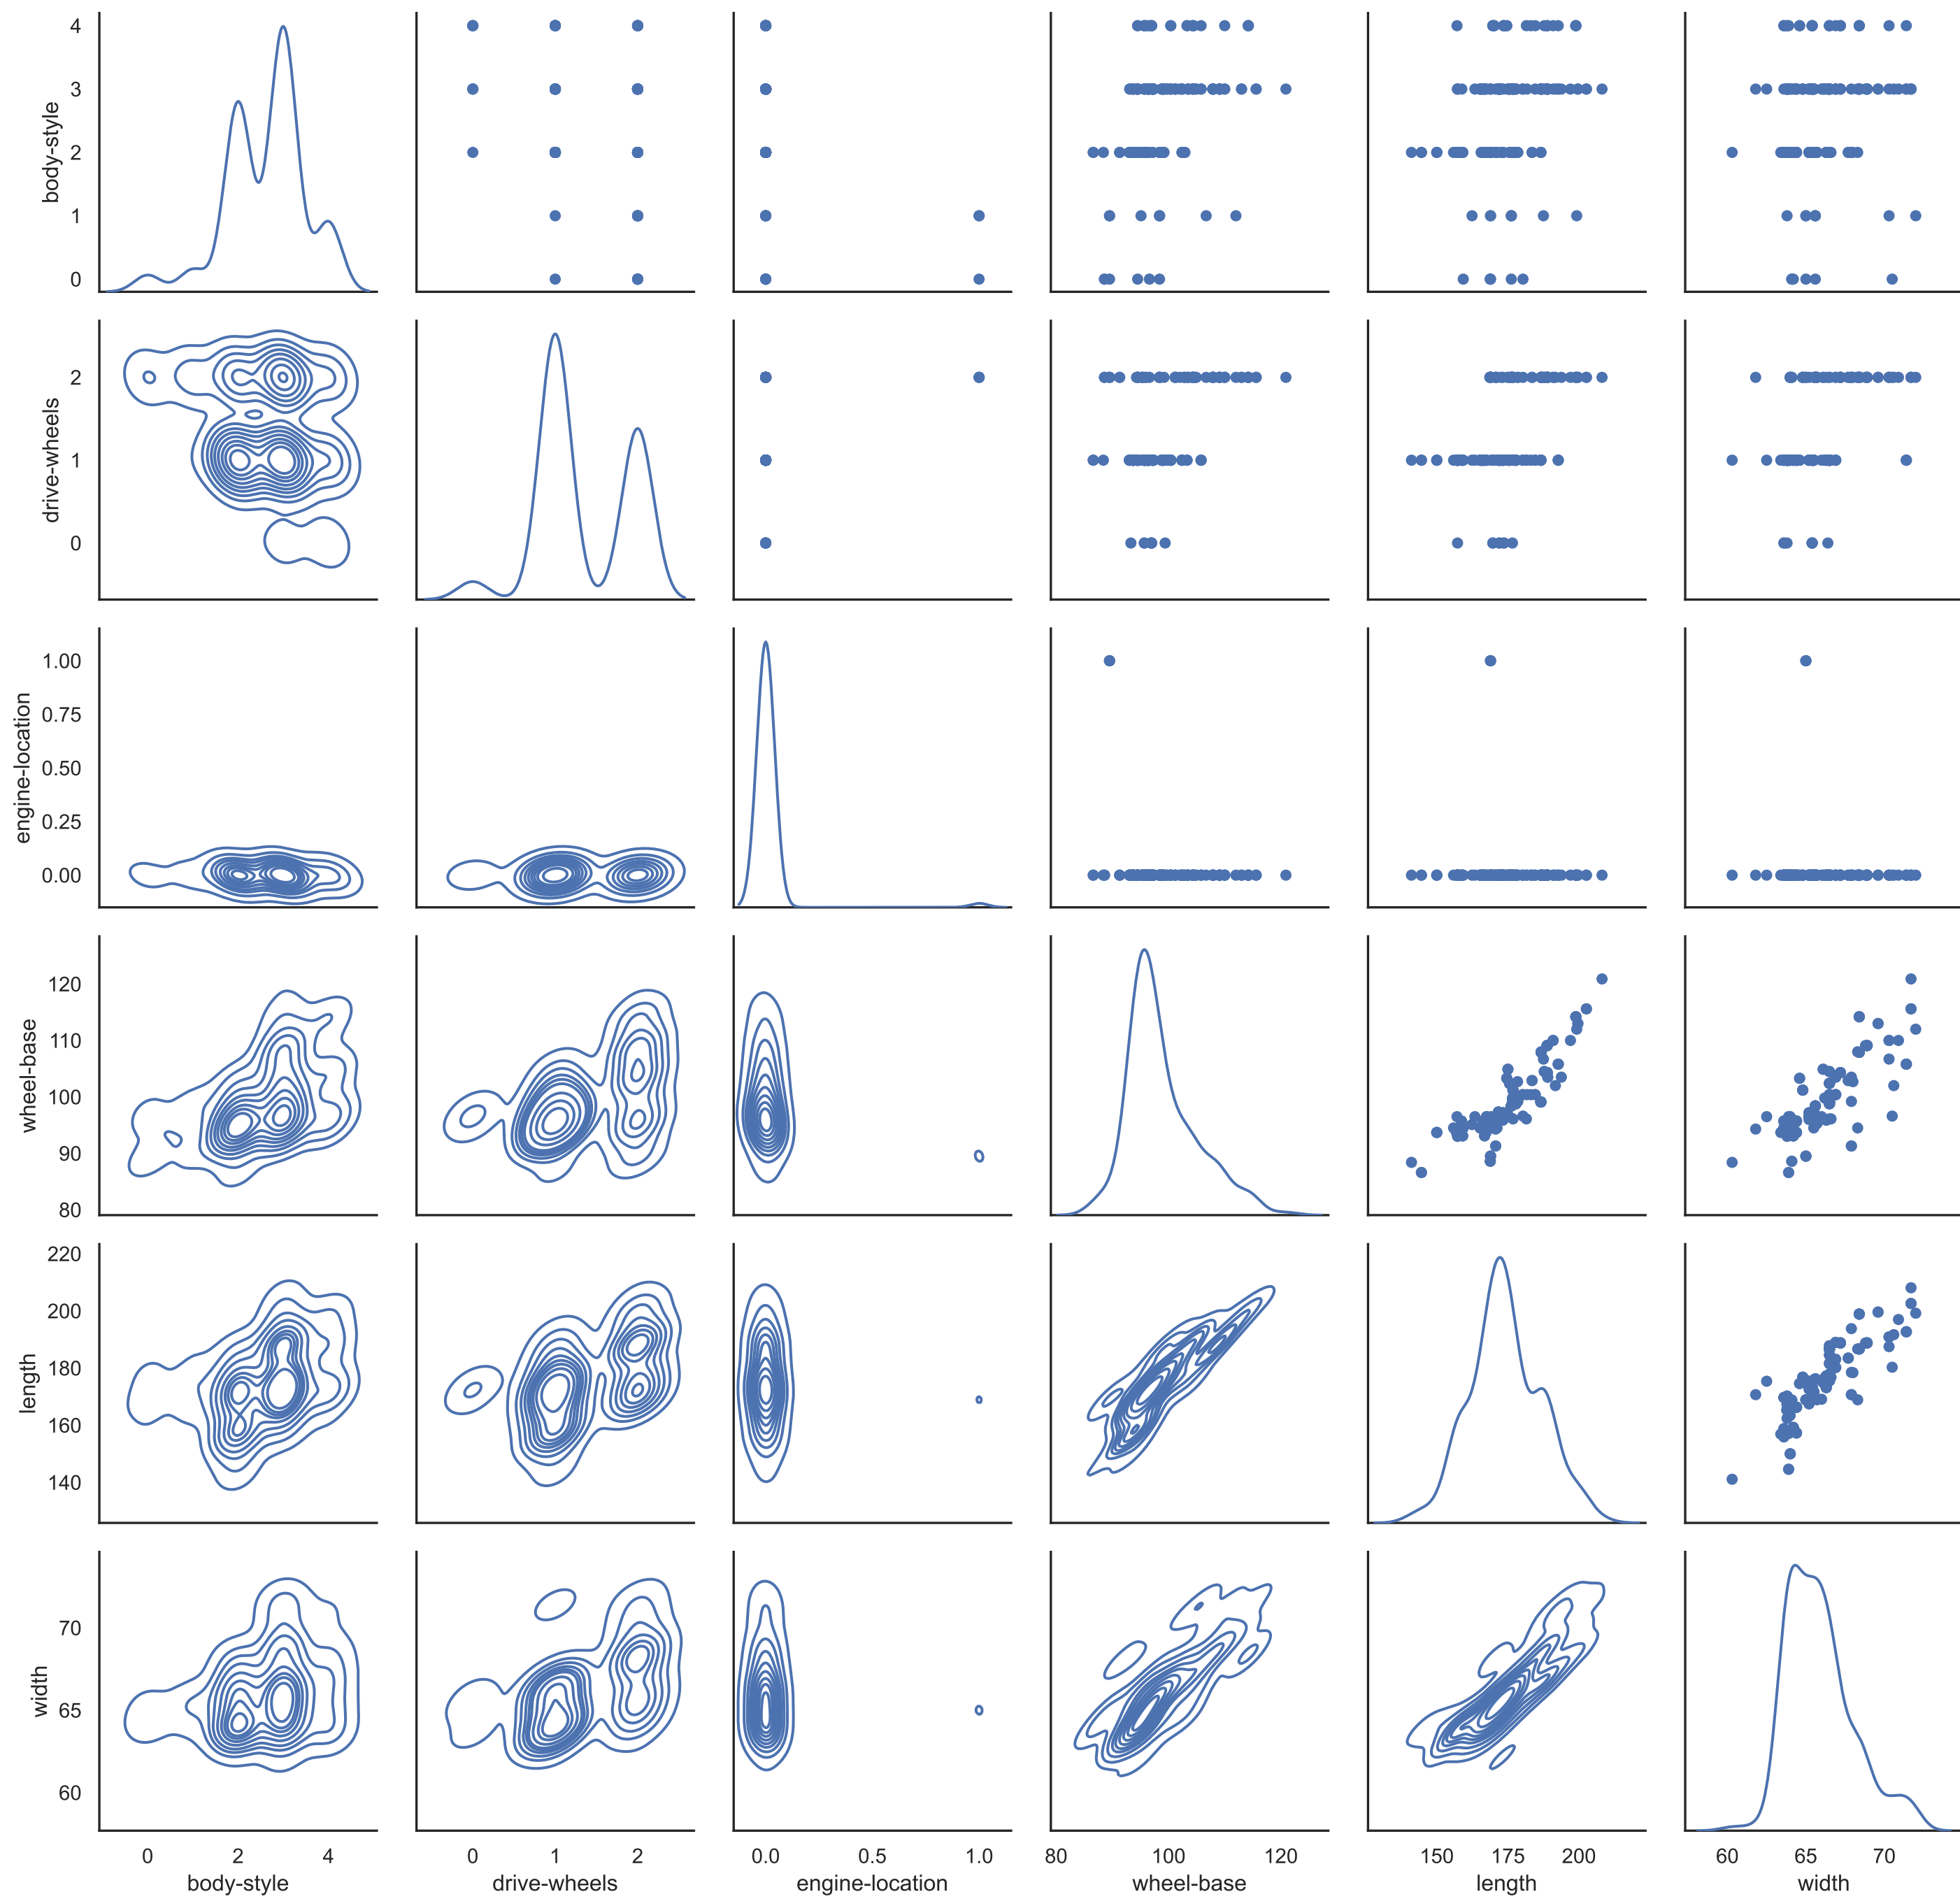 4
3
2
1
0
body-style
2
1
0
drive-wheels
1.00
0.75
0.50
0.25
0.00
engine-location
120
110
100
90
80
wheel-base
220
200
180
160
140
length
70
65
60
width
0 2 4
body-style
0 1 2
drive-wheels
0.0 0.5 1.0
engine-location
80 100 120
wheel-base
150 175 200
length
60 65 70
width